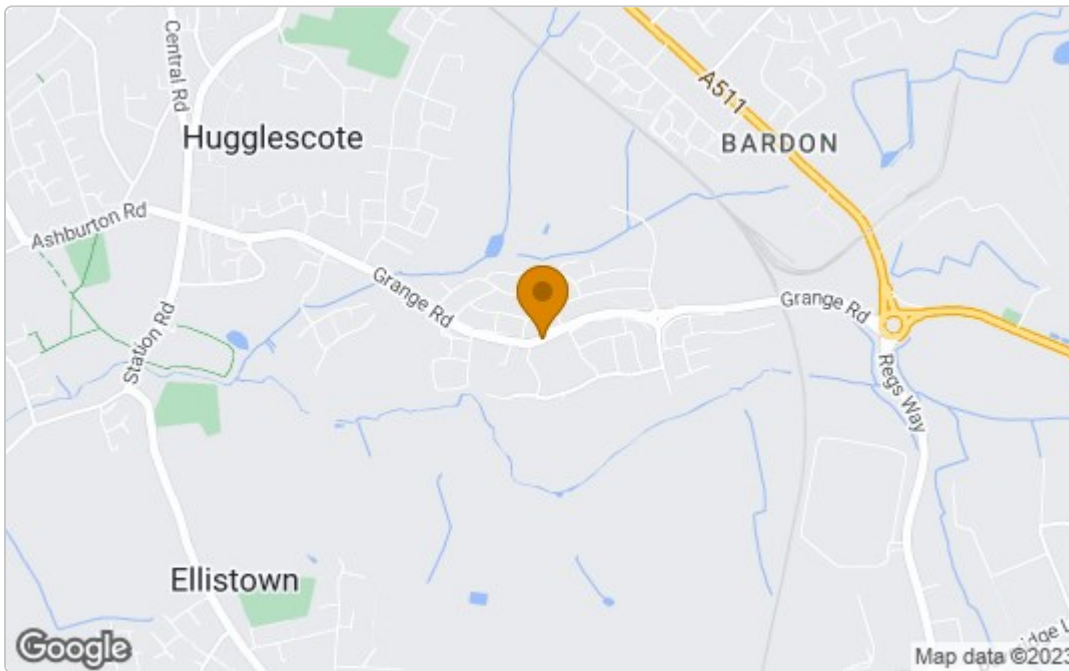 Central Rd
A511
Hugglescote
BARDON
Ashburton Rd
Grange Rd
Grange Rd
Station Rd
Regs Way
Ellistown
Google
Map data ©2023